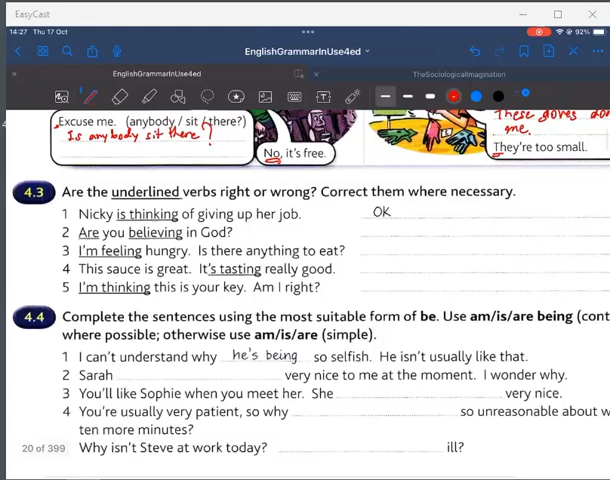 EasyCast
14:27 Thu 17 Oct
92%
EnglishGrammarInUse4ed
EnglishGrammarInUse4ed
TheSociologicalImagination
Excuse me. (anybody / sit / there?)
Is anybody sit there?
No, it's free.
These gloves don
me.
They're too small.
4.3 Are the underlined verbs right or wrong? Correct them where necessary.
1 Nicky is thinking of giving up her job. OK
2 Are you believing in God?
3 I'm feeling hungry. Is there anything to eat?
4 This sauce is great. It's tasting really good.
5 I'm thinking this is your key. Am I right?
4.4 Complete the sentences using the most suitable form of be. Use am/is/are being (cont
where possible; otherwise use am/is/are (simple).
1 I can't understand why he's being so selfish. He isn't usually like that.
2 Sarah very nice to me at the moment. I wonder why.
3 You'll like Sophie when you meet her. She very nice.
4 You're usually very patient, so why so unreasonable about w
ten more minutes?
20 of 399 Why isn't Steve at work today? ill?